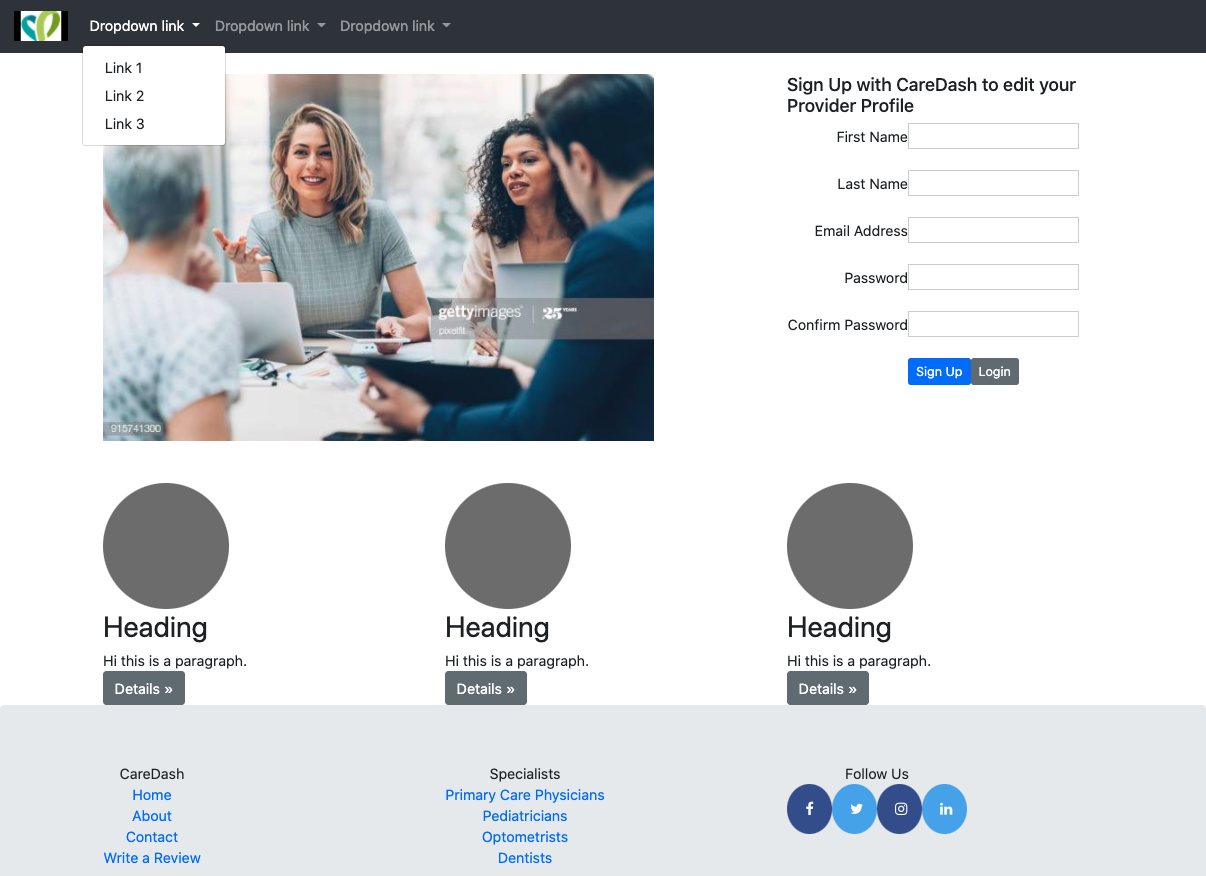 Dropdown link Dropdown link Dropdown link
Link 1
Link 2
Link 3
gettyimages® 25 YEARS
pixelfit
915741300
Sign Up with CareDash to edit your
Provider Profile
First Name
Last Name
Email Address
Password
Confirm Password
Sign Up Login
Heading Heading Heading
Hi this is a paragraph. Hi this is a paragraph. Hi this is a paragraph.
Details » Details » Details »
CareDash Specialists Follow Us
Home Primary Care Physicians
About Pediatricians
Contact Optometrists
Write a Review Dentists